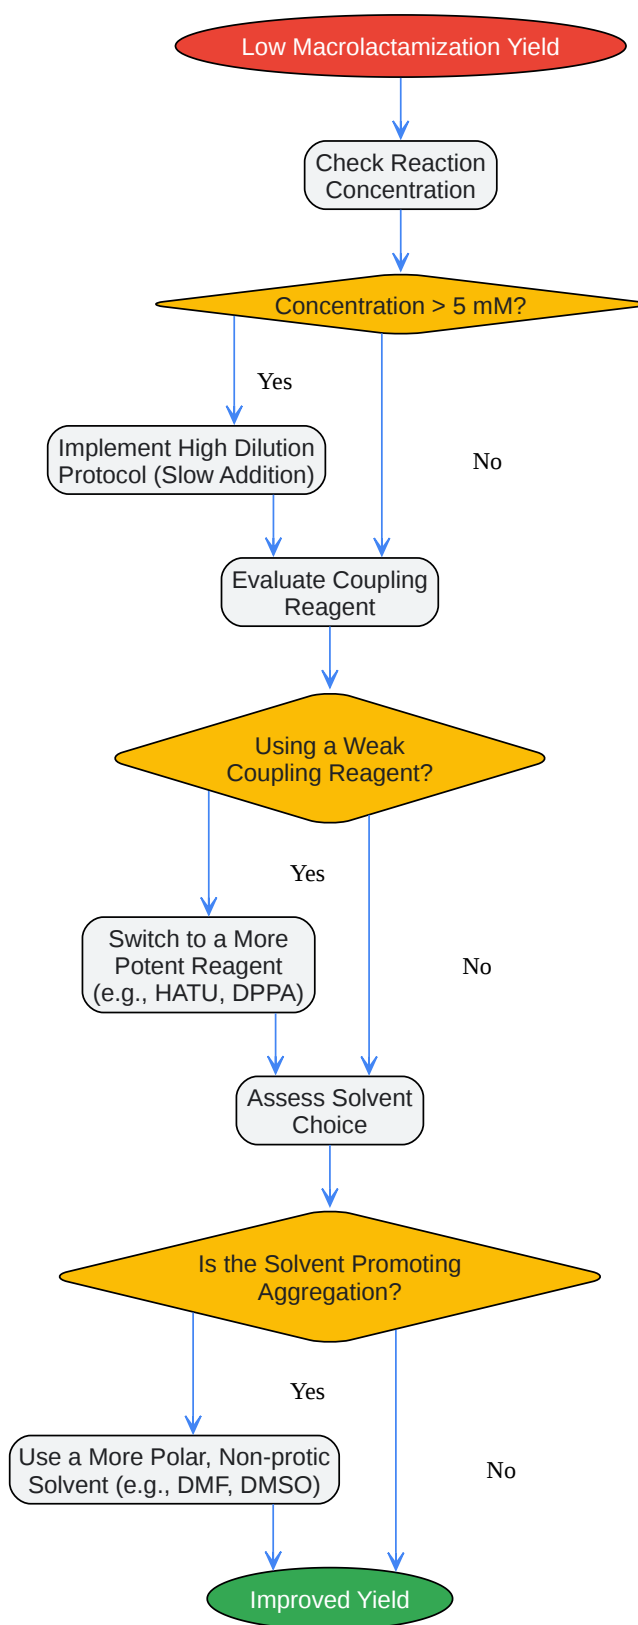 Low Macrolactamization Yield
Check Reaction
Concentration
Concentration > 5 mM?
Yes
Implement High Dilution
Protocol (Slow Addition)
No
Evaluate Coupling
Reagent
Using a Weak
Coupling Reagent?
Yes
Switch to a More
Potent Reagent
(e.g., HATU, DPPA)
No
Assess Solvent
Choice
Is the Solvent Promoting
Aggregation?
Yes
Use a More Polar, Non-protic
Solvent (e.g., DMF, DMSO)
No
Improved Yield